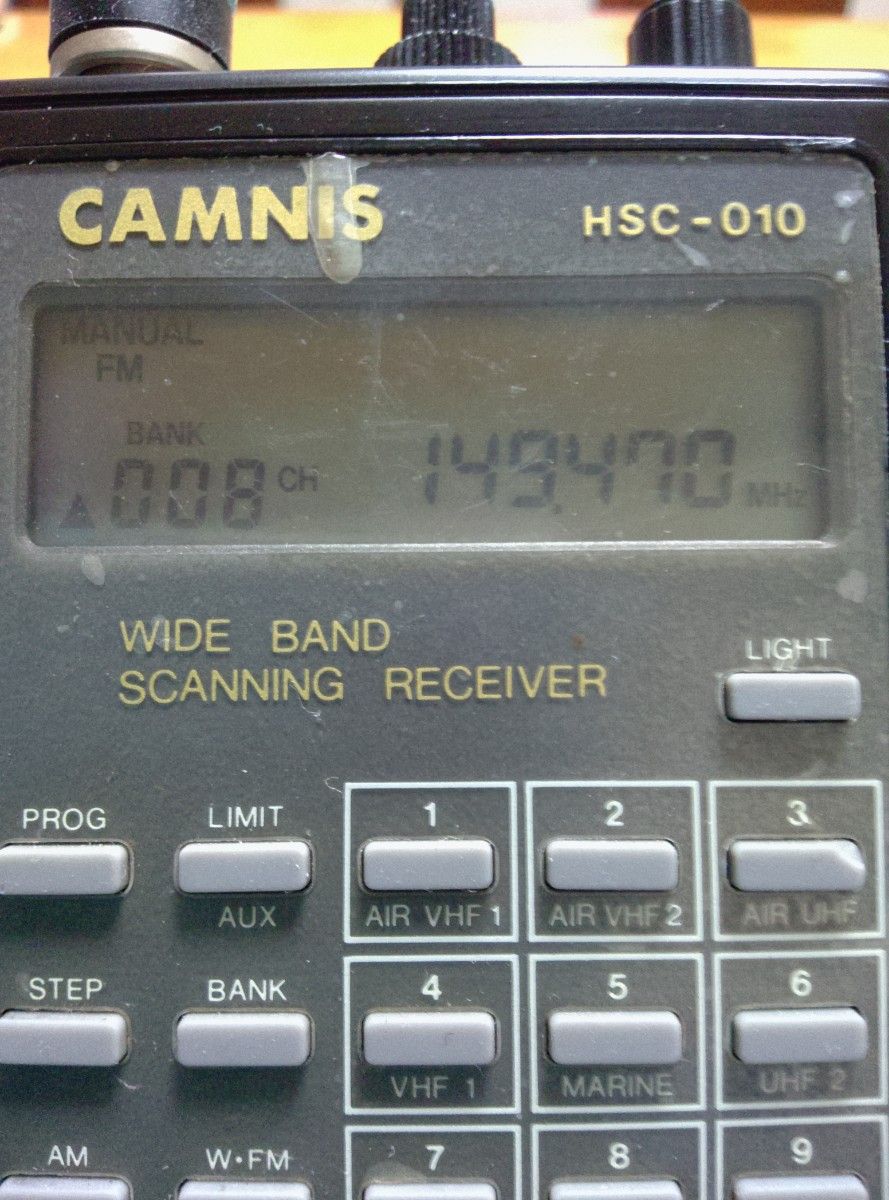 CAMNIS HSC-010
MANUAL
FM
BANK
008 CH 149.470 MHz
WIDE BAND
SCANNING RECEIVER
LIGHT
PROG LIMIT 1 2 3
AUX AIR VHF 1 AIR VHF 2 AIR UHF
STEP BANK 4 5 6
VHF 1 MARINE UHF 2
AM W•FM 7 8 9